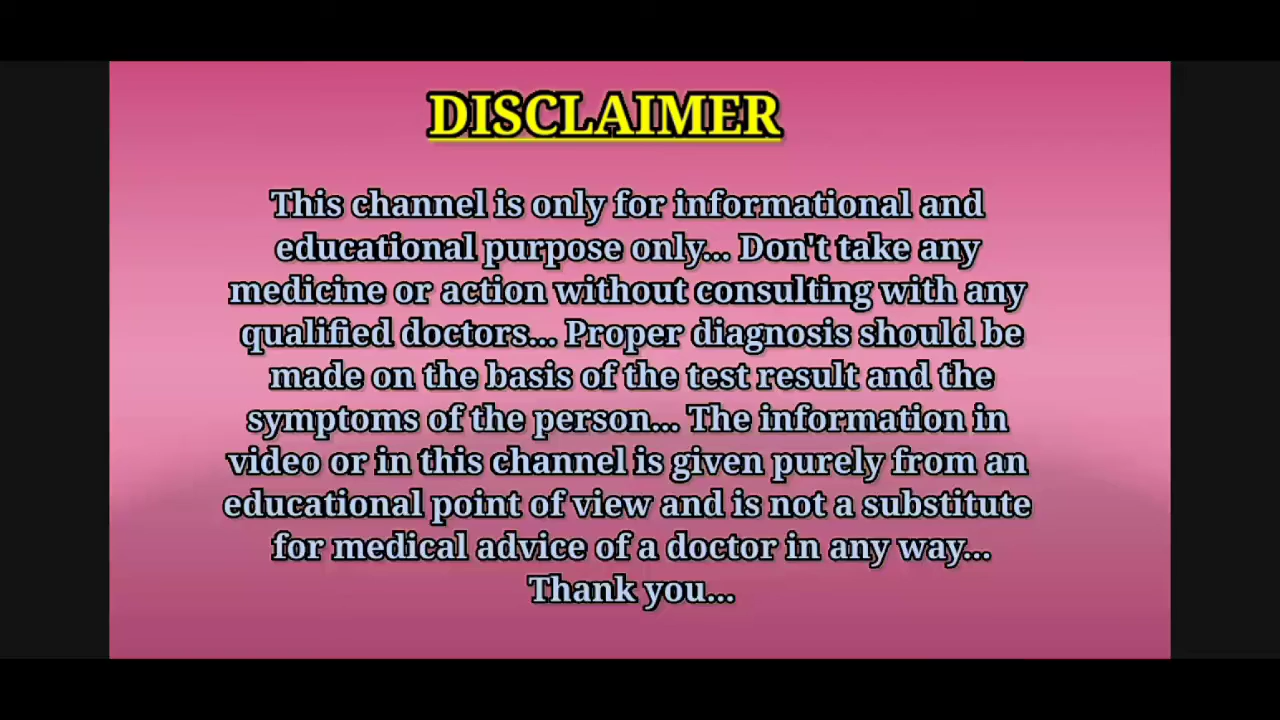 DISCLAIMER
This channel is only for informational and
educational purpose only... Don't take any
medicine or action without consulting with any
qualified doctors... Proper diagnosis should be
made on the basis of the test result and the
symptoms of the person... The information in
video or in this channel is given purely from an
educational point of view and is not a substitute
for medical advice of a doctor in any way...
Thank you...